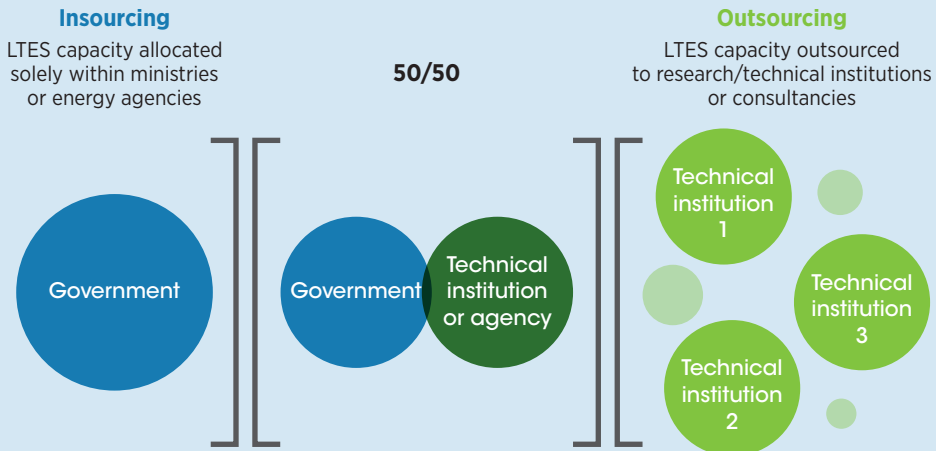 Insourcing
LTES capacity allocated
solely within ministries
or energy agencies
50/50
Outsourcing
LTES capacity outsourced
to research/technical institutions
or consultancies
Government
Government
Technical
institution
or agency
Technical
institution
1
Technical
institution
3
Technical
institution
2